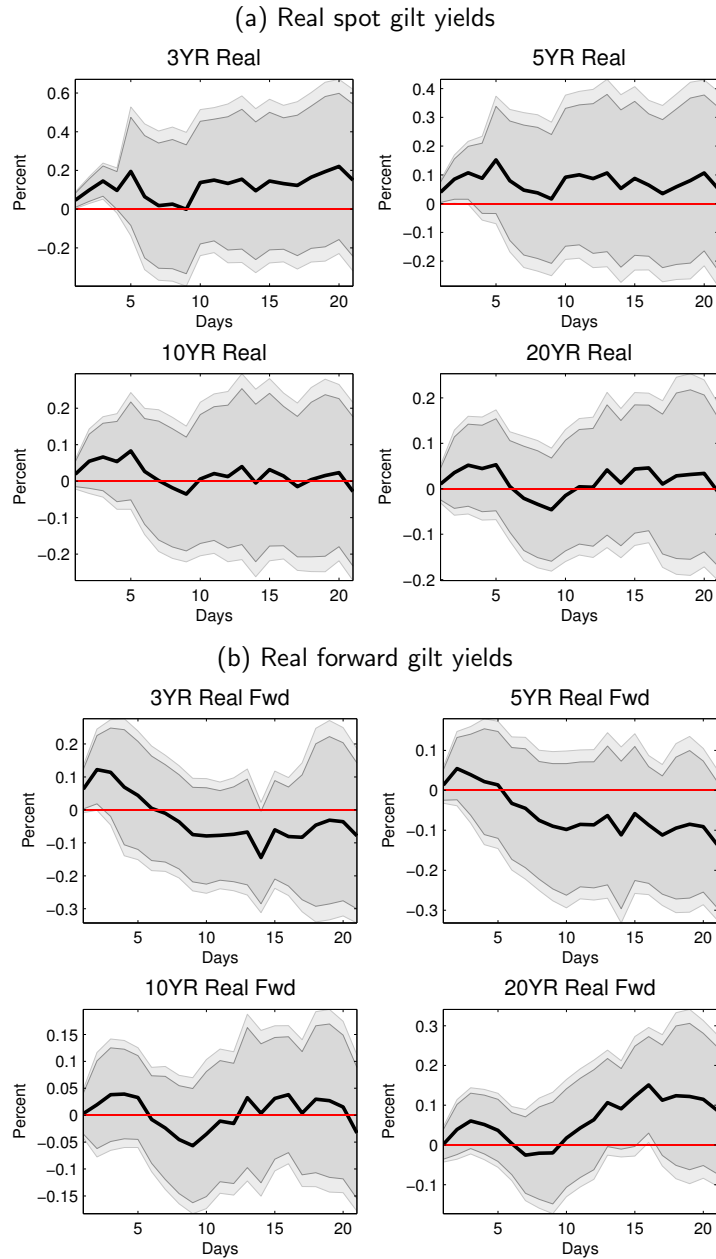 (a) Real spot gilt yields
3YR Real
Percent
0.6
0.4
0.2
0
−0.2
5 10 15 20
Days
5YR Real
Percent
0.4
0.3
0.2
0.1
0
−0.1
−0.2
5 10 15 20
Days
10YR Real
Percent
0.2
0.1
0
−0.1
−0.2
5 10 15 20
Days
20YR Real
Percent
0.2
0.1
0
−0.1
−0.2
5 10 15 20
Days
(b) Real forward gilt yields
3YR Real Fwd
Percent
0.2
0.1
0
−0.1
−0.2
−0.3
5 10 15 20
Days
5YR Real Fwd
Percent
0.1
0
−0.1
−0.2
−0.3
5 10 15 20
Days
10YR Real Fwd
Percent
0.15
0.1
0.05
0
−0.05
−0.1
−0.15
5 10 15 20
Days
20YR Real Fwd
Percent
0.3
0.2
0.1
0
−0.1
5 10 15 20
Days